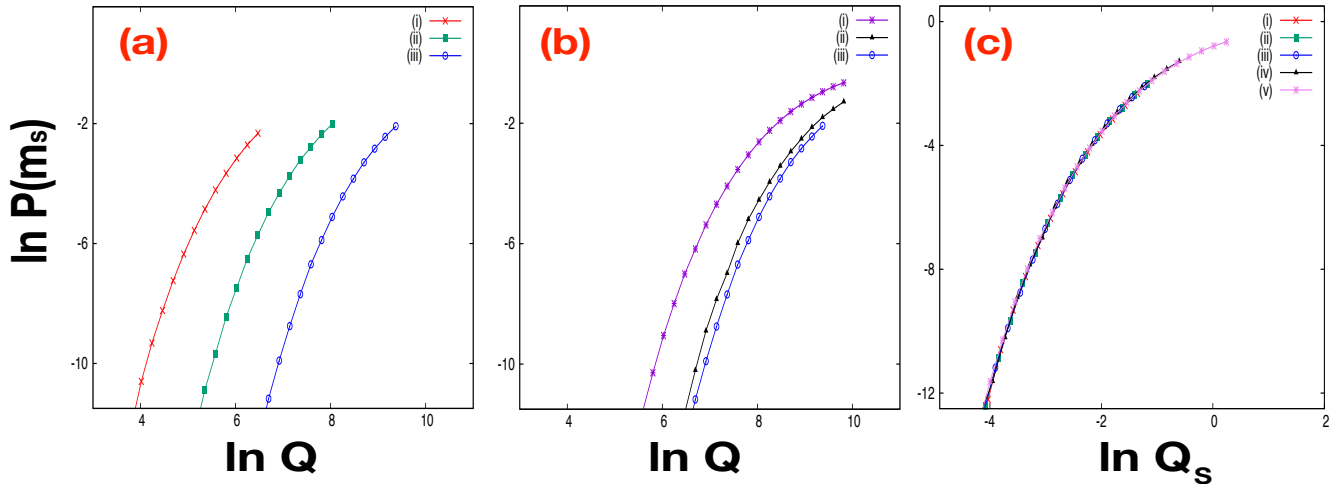 (a)
(i)
(ii)
(iii)
-2
-6
-10
4
6
8
10
ln P(ms)
ln Q
(b)
(i)
(ii)
(iii)
-2
-6
-10
4
6
8
10
ln Q
(c)
(i)
(ii)
(iii)
(iv)
(v)
0
-4
-8
-12
-4
-2
0
2
ln Qs